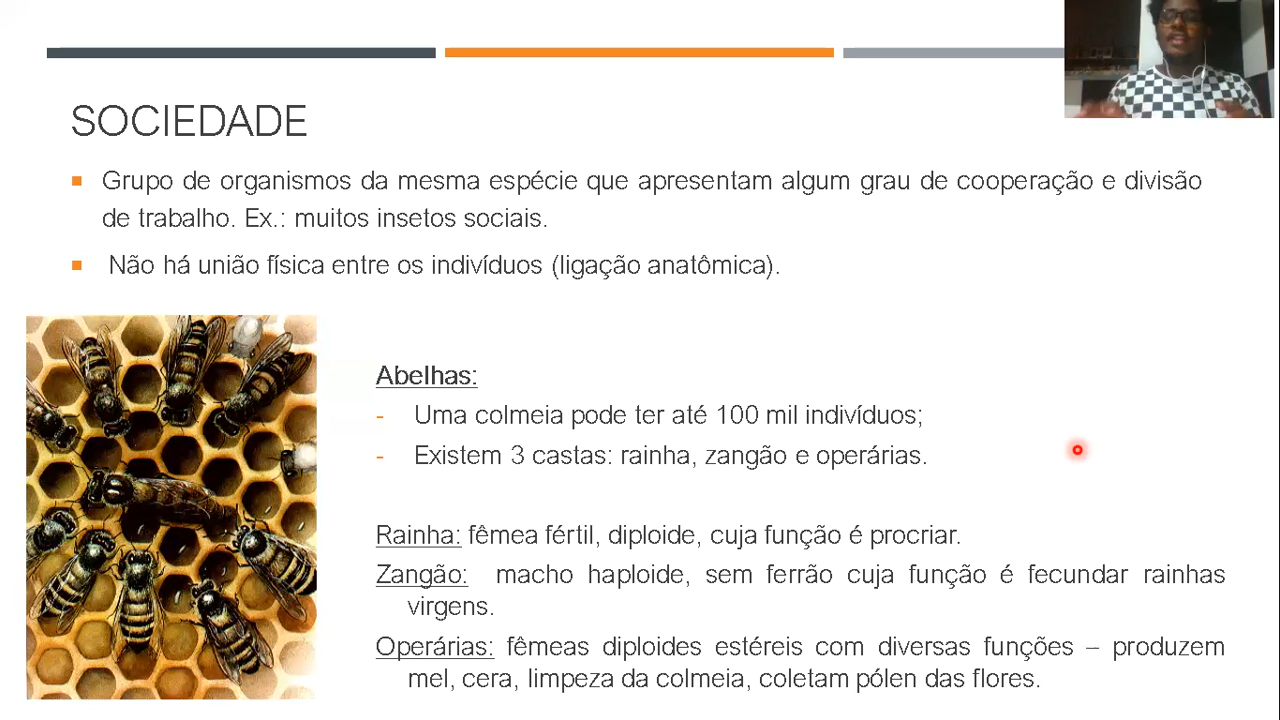 SOCIEDADE
Grupo de organismos da mesma espécie que apresentam algum grau de cooperação e divisão
de trabalho. Ex.: muitos insetos sociais.
Não há união física entre os indivíduos (ligação anatômica).
Abelhas:
- Uma colmeia pode ter até 100 mil indivíduos;
- Existem 3 castas: rainha, zangão e operárias.
Rainha: fêmea fértil, diploide, cuja função é procriar.
Zangão: macho haploide, sem ferrão cuja função é fecundar rainhas
virgens.
Operárias: fêmeas diploides estéreis com diversas funções – produzem
mel, cera, limpeza da colmeia, coletam pólen das flores.